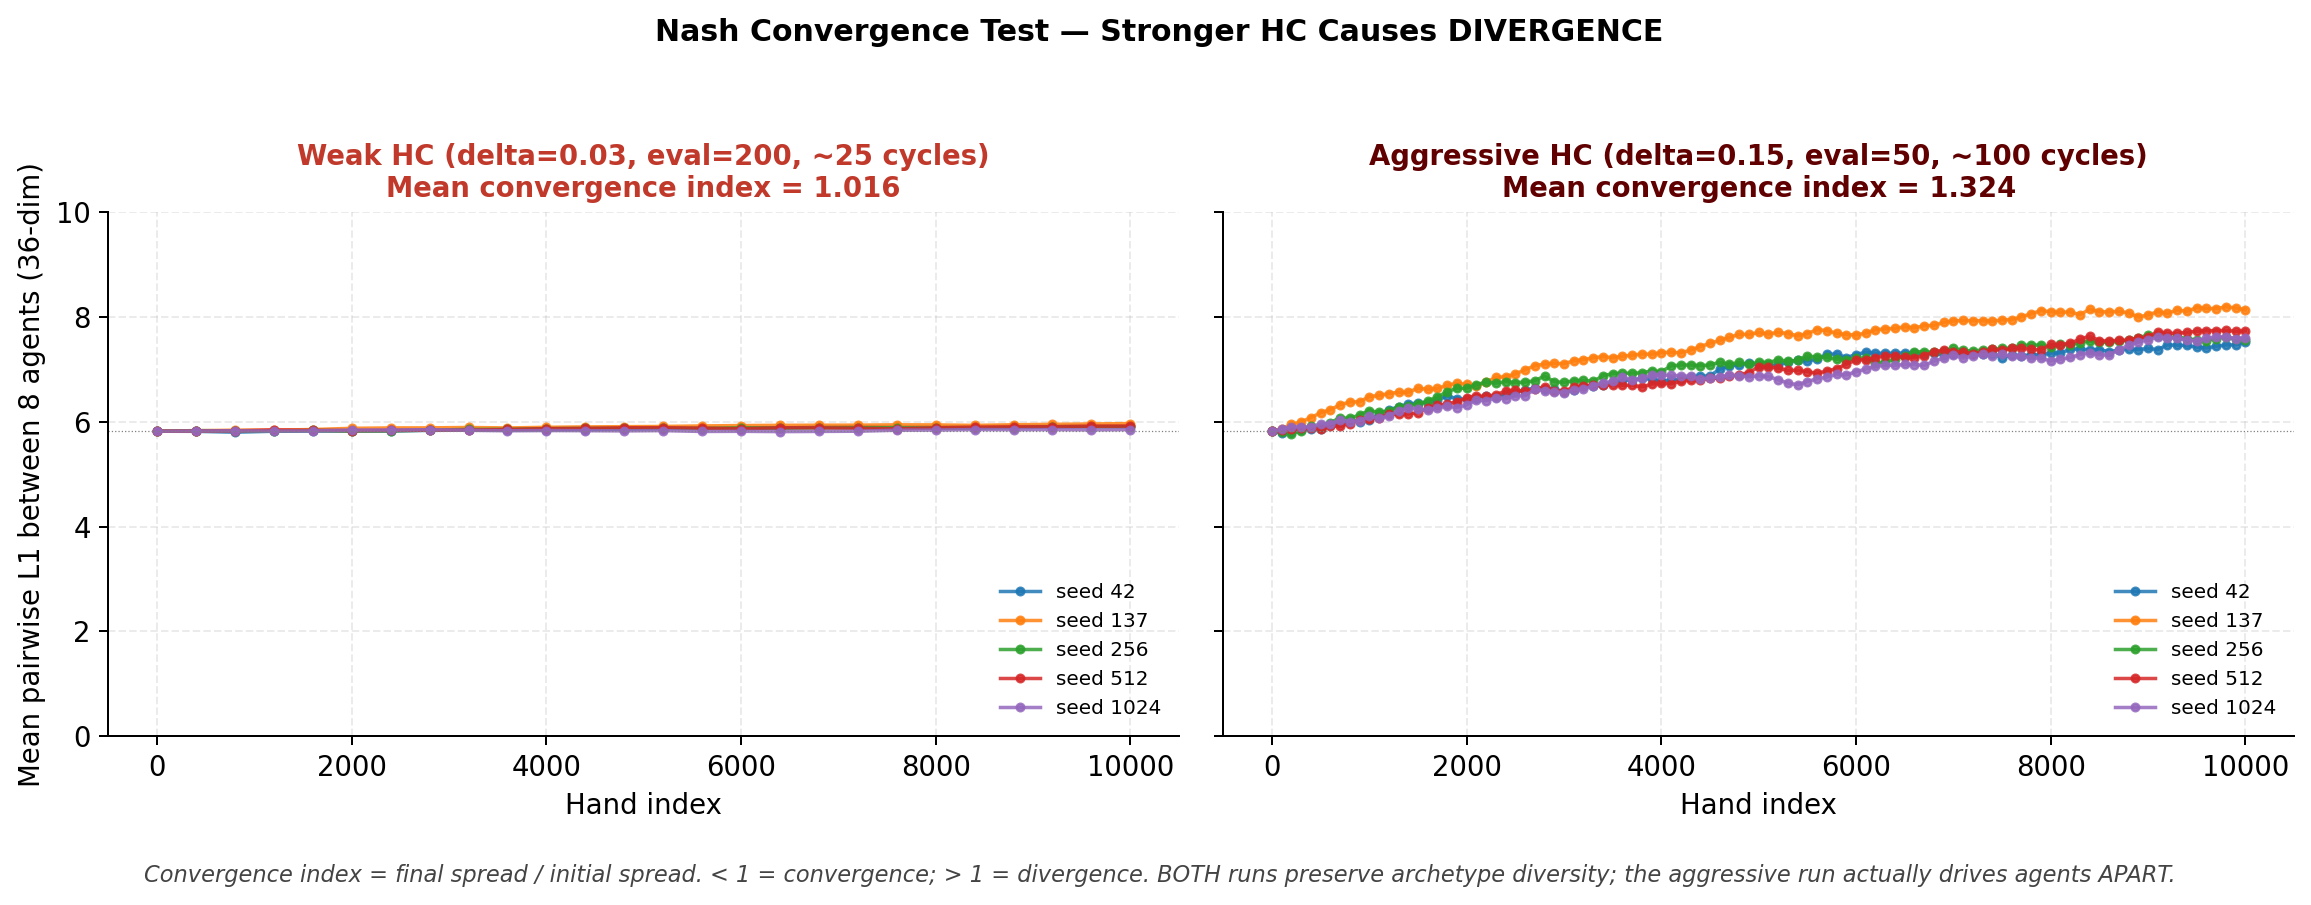 Nash Convergence Test — Stronger HC Causes DIVERGENCE
Weak HC (delta=0.03, eval=200, ~25 cycles)
Mean convergence index = 1.016
Mean pairwise L1 between 8 agents (36-dim)
10
8
6
4
2
0
0
2000
4000
6000
8000
10000
Hand index
seed 42
seed 137
seed 256
seed 512
seed 1024
Aggressive HC (delta=0.15, eval=50, ~100 cycles)
Mean convergence index = 1.324
0
2000
4000
6000
8000
10000
Hand index
seed 42
seed 137
seed 256
seed 512
seed 1024
Convergence index = final spread / initial spread. < 1 = convergence; > 1 = divergence. BOTH runs preserve archetype diversity; the aggressive run actually drives agents APART.